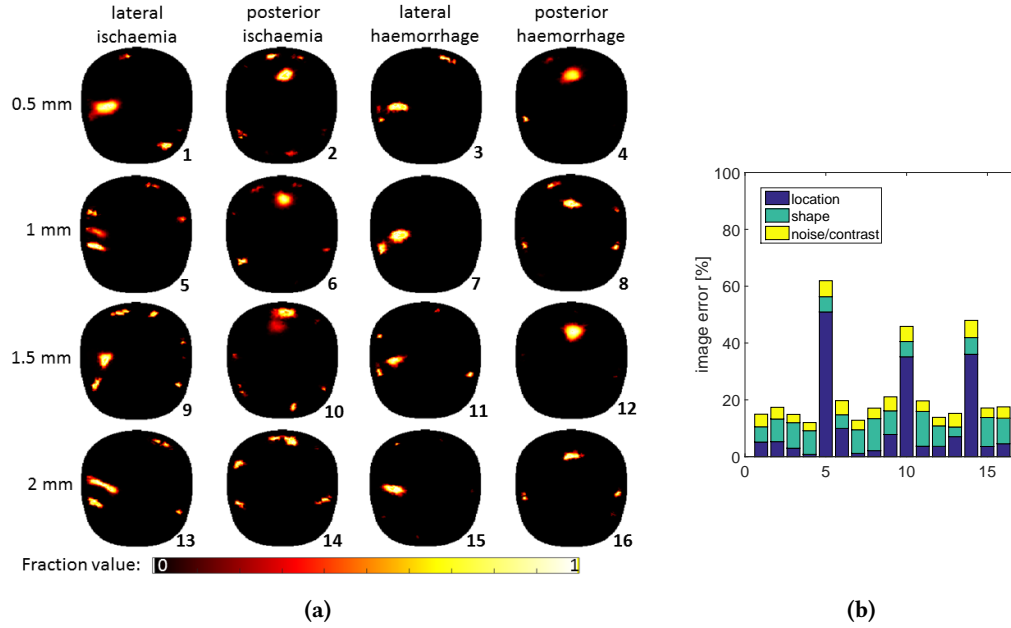 lateral ischaemia
posterior ischaemia
lateral haemorrhage
posterior haemorrhage
0.5 mm
1 2 3 4
1 mm
5 6 7 8
1.5 mm
9 10 11 12
2 mm
13 14 15 16
Fraction value: 0 1
(a)
100
80
60
40
20
0
image error [%]
location
shape
noise/contrast
0 5 10 15
(b)